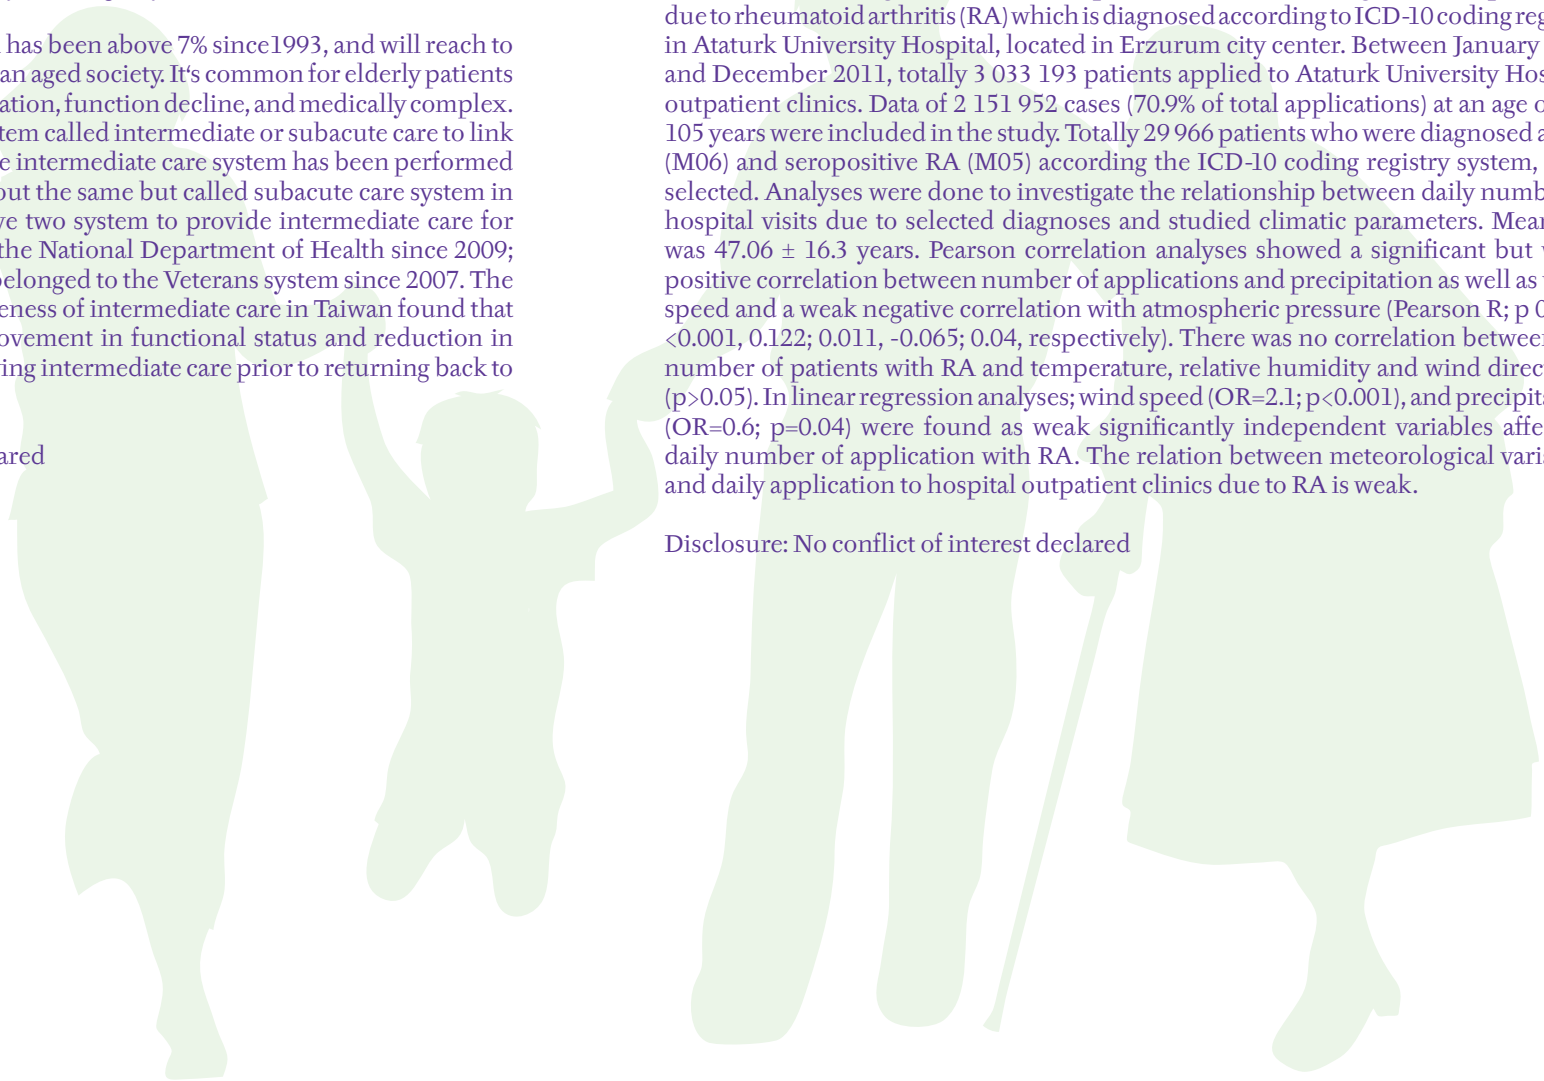 has been above 7% since1993, and will reach to
an aged society. It‘s common for elderly patients
ation, function decline, and medically complex.
tem called intermediate or subacute care to link
e intermediate care system has been performed
out the same but called subacute care system in
ve two system to provide intermediate care for
the National Department of Health since 2009;
belonged to the Veterans system since 2007. The
eness of intermediate care in Taiwan found that
ovement in functional status and reduction in
ving intermediate care prior to returning back to
ared
due to rheumatoid arthritis (RA) which is diagnosed according to ICD-10 coding reg
in Ataturk University Hospital, located in Erzurum city center. Between January
and December 2011, totally 3 033 193 patients applied to Ataturk University Hos
outpatient clinics. Data of 2 151 952 cases (70.9% of total applications) at an age o
105 years were included in the study. Totally 29 966 patients who were diagnosed a
(M06) and seropositive RA (M05) according the ICD-10 coding registry system,
selected. Analyses were done to investigate the relationship between daily numb
hospital visits due to selected diagnoses and studied climatic parameters. Mean
was 47.06 ± 16.3 years. Pearson correlation analyses showed a significant but
positive correlation between number of applications and precipitation as well as
speed and a weak negative correlation with atmospheric pressure (Pearson R; p 0
<0.001, 0.122; 0.011, -0.065; 0.04, respectively). There was no correlation between
number of patients with RA and temperature, relative humidity and wind direc
(p>0.05). In linear regression analyses; wind speed (OR=2.1; p<0.001), and precipita
(OR=0.6; p=0.04) were found as weak significantly independent variables affe
daily number of application with RA. The relation between meteorological varia
and daily application to hospital outpatient clinics due to RA is weak.
Disclosure: No conflict of interest declared